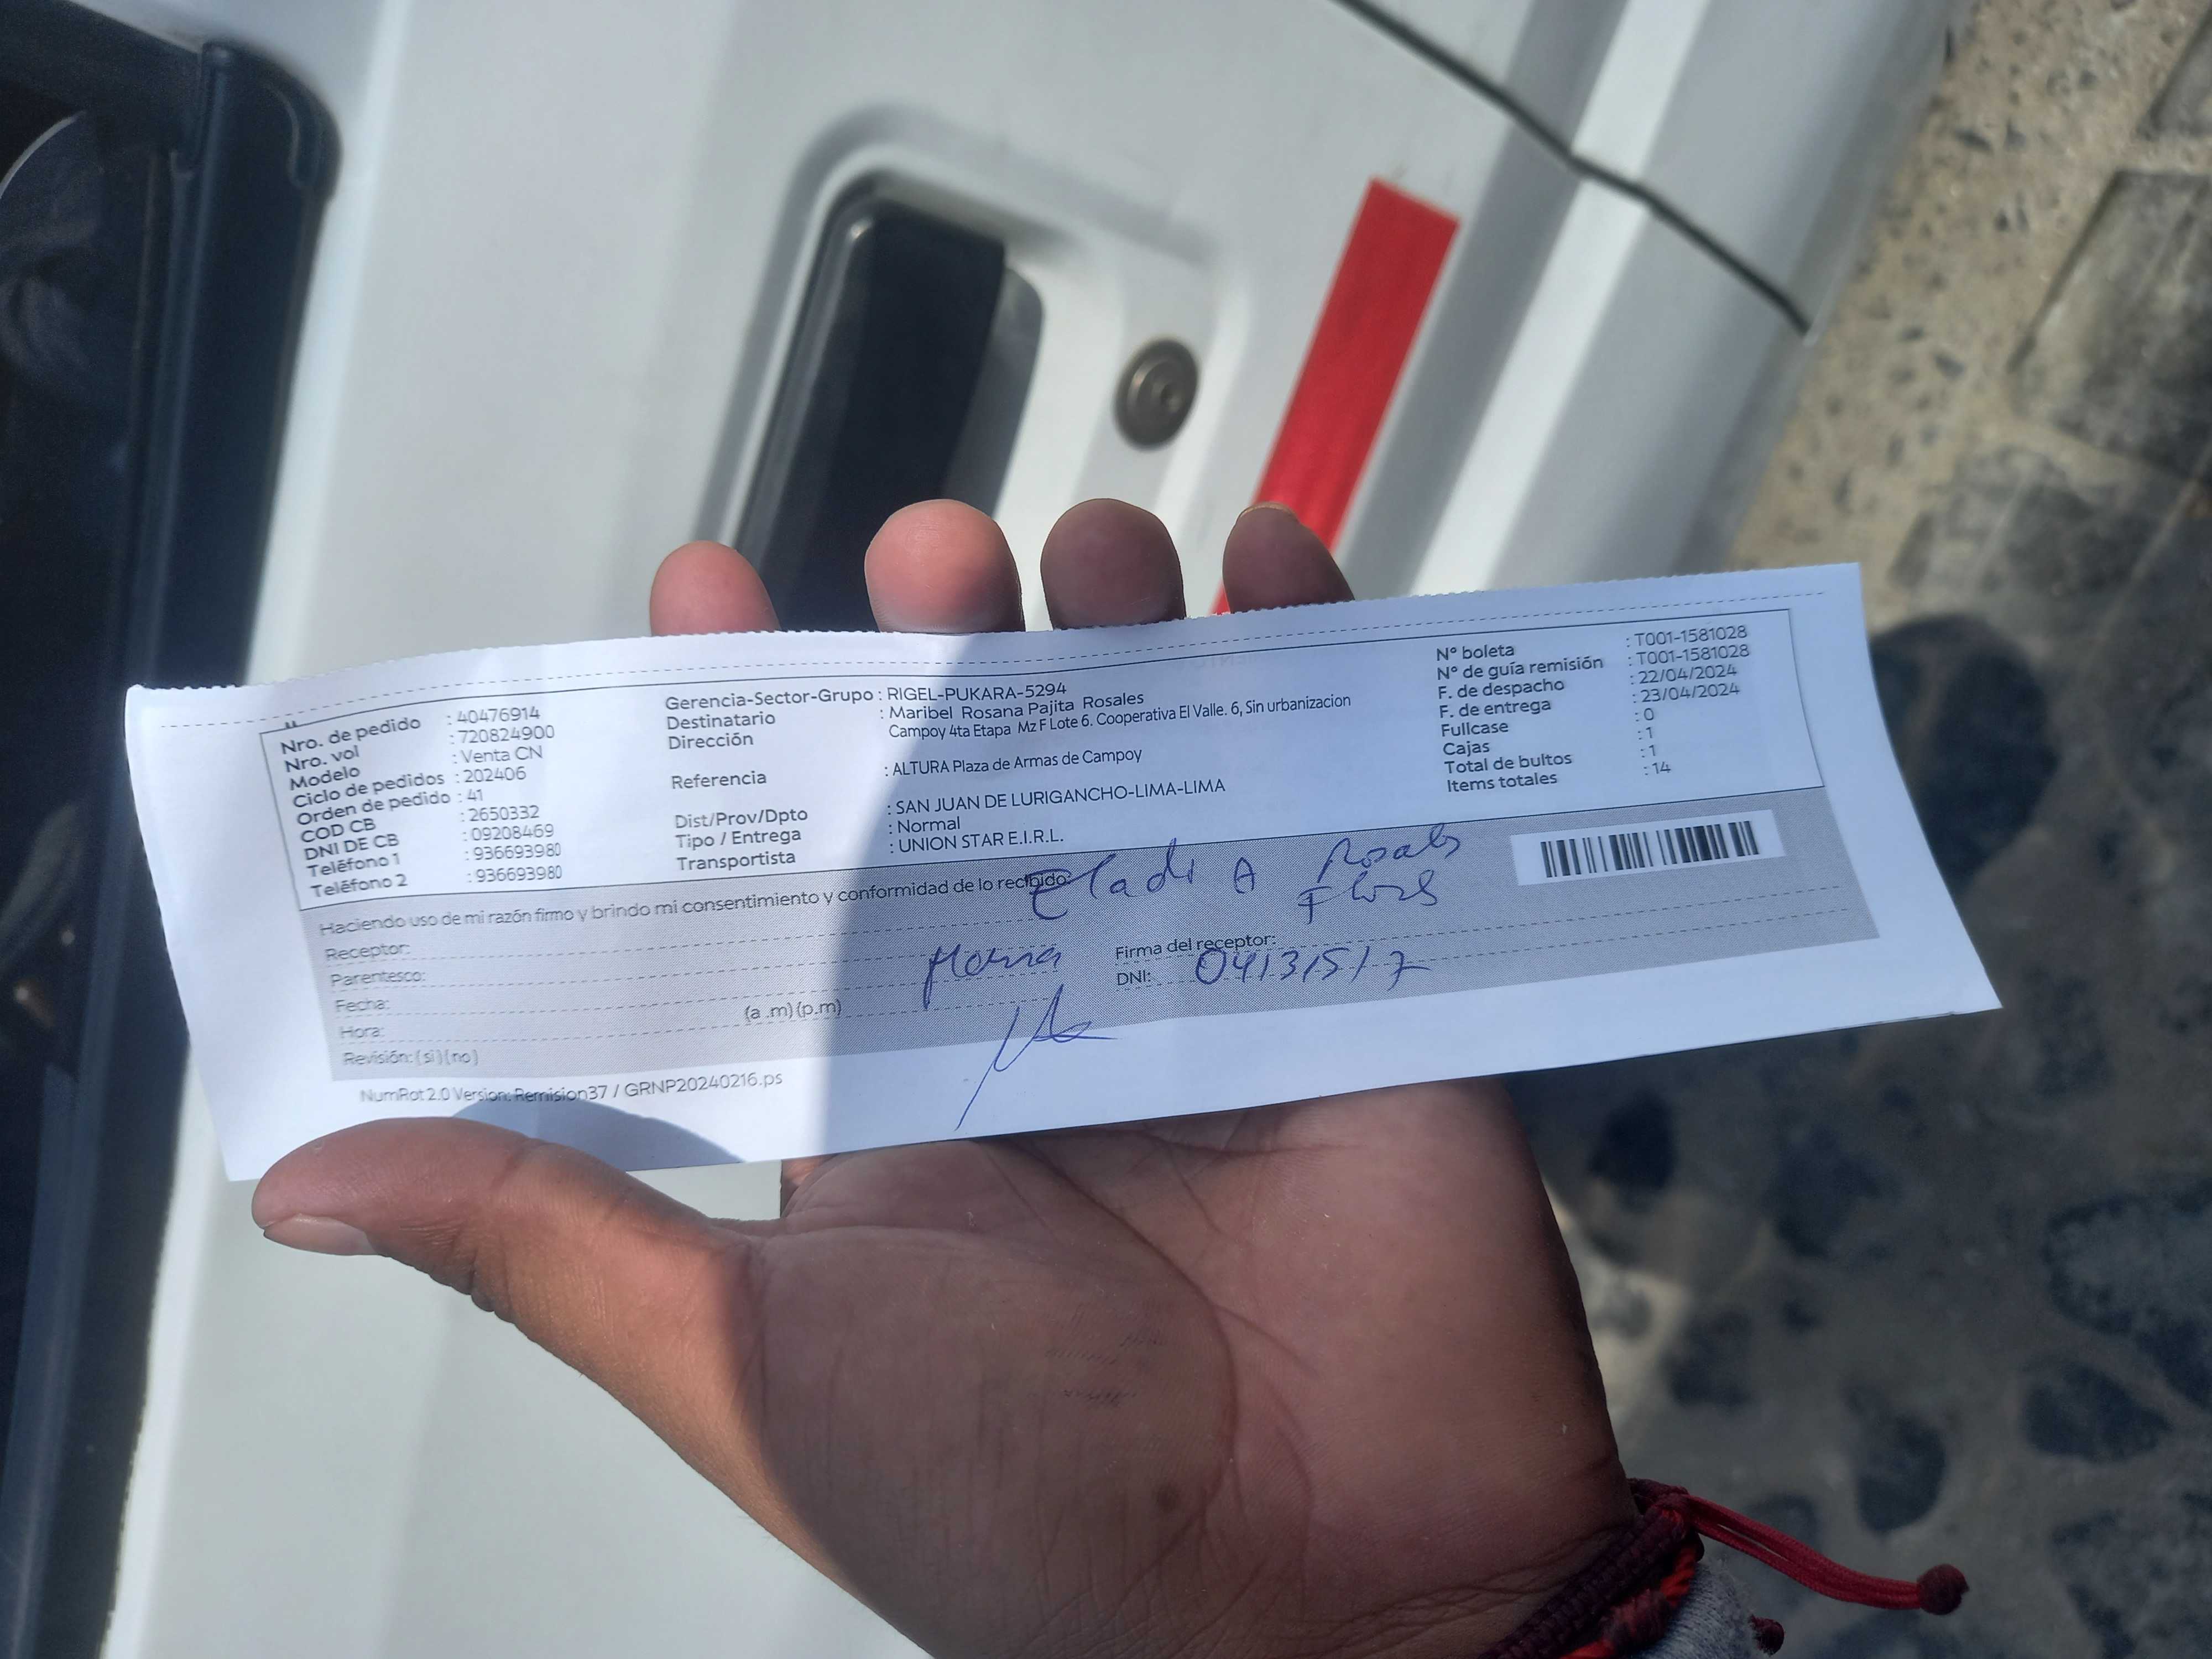 Nro. de pedido : 40476914
Nro. vol : 720824900
Modelo : Venta CN
Ciclo de pedidos : 202406
Orden de pedido : 41
COD CB : 2650332
DNI DE CB : 09208469
Teléfono 1 : 936693980
Teléfono 2 : 936693980
Gerencia-Sector-Grupo : RIGEL-PUKARA-5294
Destinatario : Maribel Rosana Pajita Rosales
Dirección Campoy 4ta Etapa Mz F Lote 6. Cooperativa El Valle. 6, Sin urbanizacion
Referencia : ALTURA Plaza de Armas de Campoy
Dist/Prov/Dpto : SAN JUAN DE LURIGANCHO-LIMA-LIMA
Tipo / Entrega : Normal
Transportista : UNION STAR E.I.R.L.
N° boleta : T001-1581028
N° de guía remisión : T001-1581028
F. de despacho : 22/04/2024
F. de entrega : 23/04/2024
Fullcase : 0
Cajas : 1
Total de bultos : 1
Items totales : 14
Haciendo uso de mi razón firmo y brindo mi consentimiento y conformidad de lo recibido:
Receptor:
Parentesco:
Fecha:
Hora: (a .m) (p.m)
Revisión: (si) (no)
Firma del receptor:
DNI: 04131517
NumRot 2.0 Version: Remision37 / GRNP20240216.ps